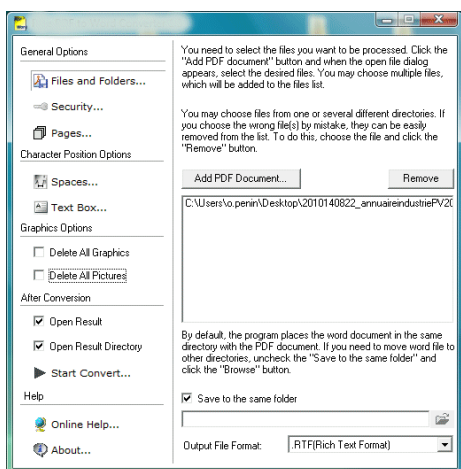 General Options
Files and Folders...
Security...
Pages...
Character Position Options
Spaces...
Text Box...
Graphics Options
Delete All Graphics
Delete All Pictures
After Conversion
Open Result
Open Result Directory
Start Convert...
Help
Online Help...
About...
You need to select the files you want to be processed. Click the
"Add PDF document" button and when the open file dialog
appears, select the desired files. You may choose multiple files,
which will be added to the files list.
You may choose files from one or several different directories. If
you choose the wrong file(s) by mistake, they can be easily
removed from the list. To do this, choose the file and click the
"Remove" button.
Add PDF Document...
Remove
C:\Users\o.penin\Desktop\2010140822_annuaireindustriePV20
By default, the program places the word document in the same
directory with the PDF document. If you need to move word file to
other directories, uncheck the "Save to the same folder" and
click the "Browse" button.
Save to the same folder
Output File Format:
.RTF(Rich Text Format)